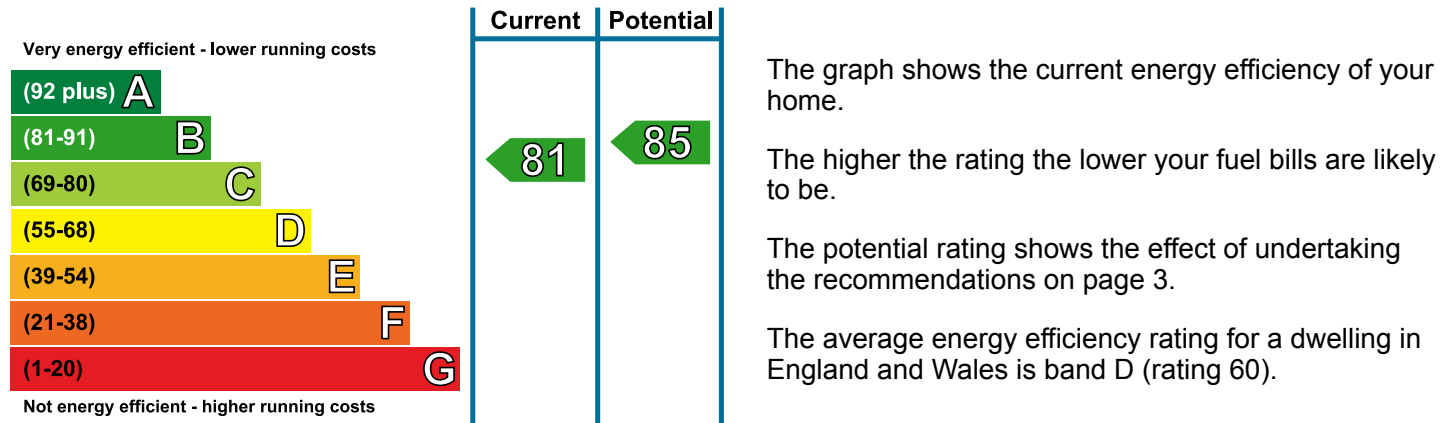 Current Potential
Very energy efficient - lower running costs
(92 plus) A
(81-91) B
(69-80) C
(55-68) D
(39-54) E
(21-38) F
(1-20) G
Not energy efficient - higher running costs
81
85
The graph shows the current energy efficiency of your
home.
The higher the rating the lower your fuel bills are likely
to be.
The potential rating shows the effect of undertaking
the recommendations on page 3.
The average energy efficiency rating for a dwelling in
England and Wales is band D (rating 60).